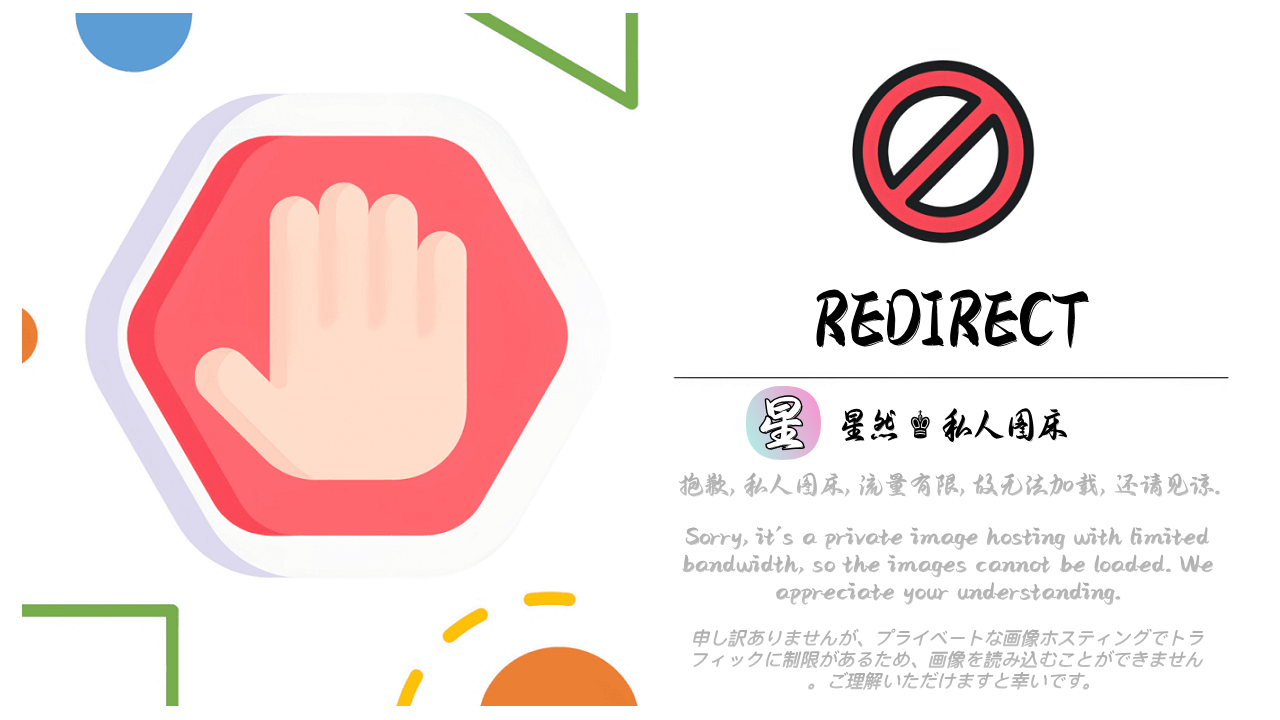 REDIRECT
星
星然♚私人图床
抱歉, 私人图床, 流量有限, 故无法加载, 还请见谅.
Sorry, it's a private image hosting with limited
bandwidth, so the images cannot be loaded. We
appreciate your understanding.
申し訳ありませんが、プライベートな画像ホスティングでトラ
フィックに制限があるため、画像を読み込むことができません
。ご理解いただけますと幸いです。